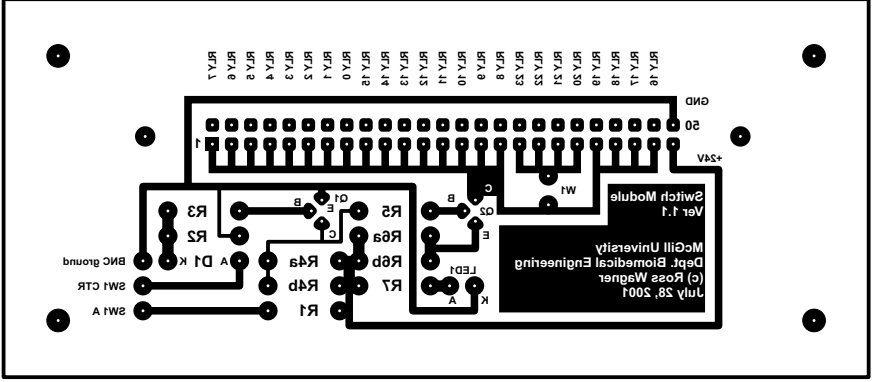 RLY 7
RLY 6
RLY 5
RLY 4
RLY 3
RLY 2
RLY 1
RLY 0
RLY 15
RLY 14
RLY 13
RLY 12
RLY 11
RLY 10
RLY 9
RLY 8
RLY 23
RLY 22
RLY 21
RLY 20
RLY 19
RLY 18
RLY 17
RLY 16
GND
50
1
+24V
W1
Switch Module
Ver 1.1
McGill University
Dept. Biomedical Engineering
(c) Ross Wagner
July 28, 2001
C
B
Q2
E
Q1
B
E
C
R3
R2
D1
A
K
BNC ground
SW1 CTR
SW1 A
R5
R6a
R4a
R6b
R4b
R7
R1
LED1
A
K